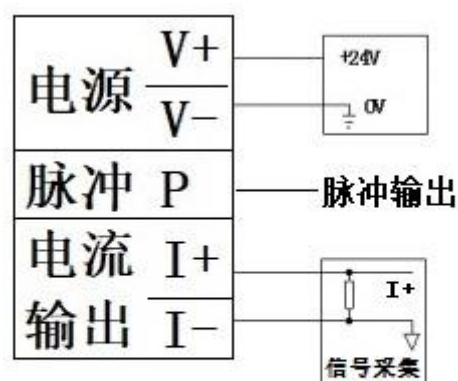 电源 V+
V-
+24V
0V
脉冲 P
脉冲输出
电流 I+
输出 I-
I+
信号采集